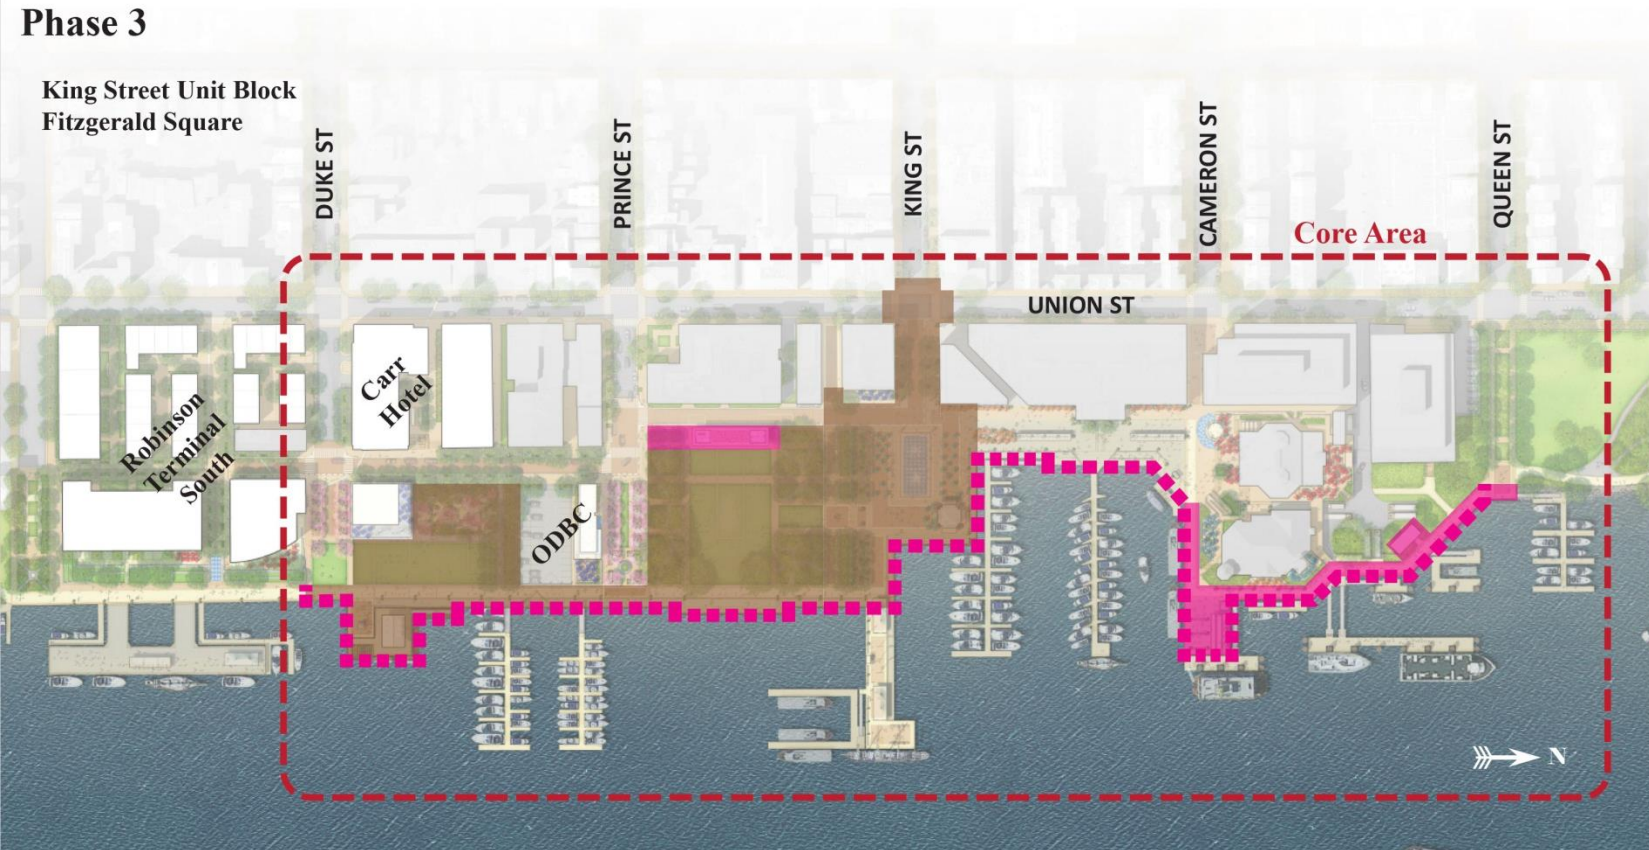 Phase 3
King Street Unit Block
Fitzgerald Square
DUKE ST
PRINCE ST
KING ST
CAMERON ST
QUEEN ST
Core Area
UNION ST
Carr
Hotel
Robinson
Terminal
South
ODBC
N